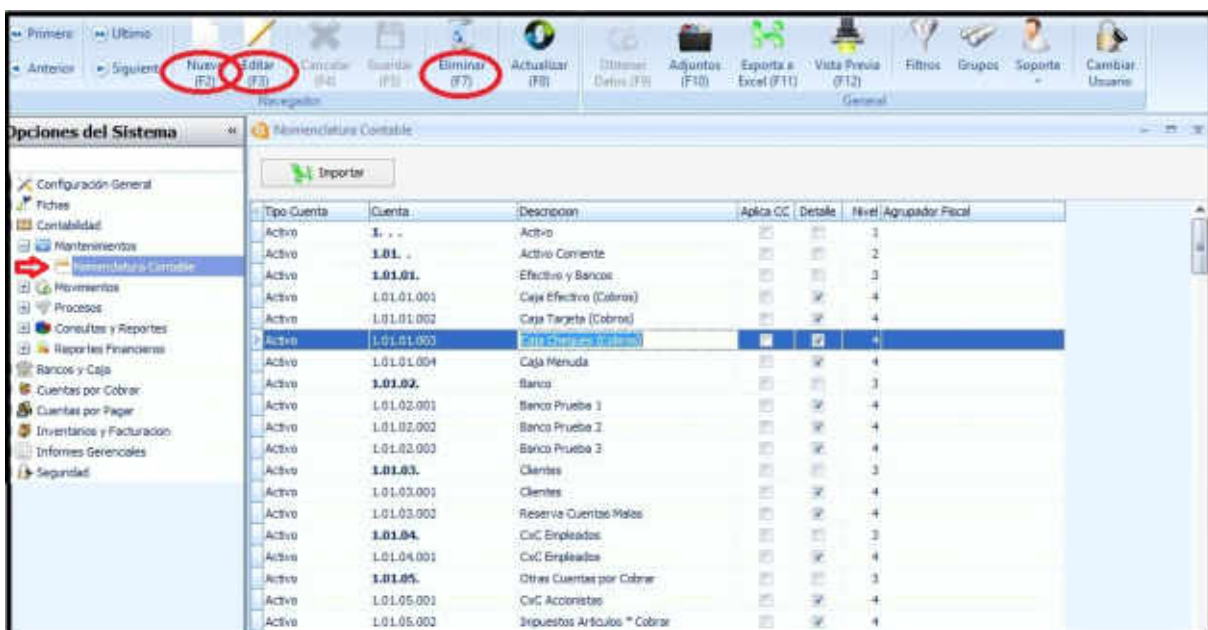 Primero Ultimo
Anterior Siguient
Nuevo (F2)
Editar (F3)
Cancelar (F4)
Guardar (F5)
Eliminar (F7)
Actualizar (F8)
Obtener Datos (F9)
Adjuntos (F10)
Exporta a Excel (F11)
Vista Previa (F12)
Filtros
Grupos
Soporte
Cambiar Usuario
Navegador
General
Opciones del Sistema «
Nomenclatura Contable
Importar
Configuración General
Fichas
Contabilidad
Mantenimientos
Nomenclatura Contable
Movimientos
Procesos
Consultas y Reportes
Reportes Financieros
Bancos y Caja
Cuentas por Cobrar
Cuentas por Pagar
Inventarios y Facturacion
Informes Gerenciales
Seguridad
Tipo Cuenta Cuenta Descripcion Aplica CC Detalle Nivel Agrupador Fiscal
Activo 1. . . Activo 1
Activo 1.01. . Activo Corriente 2
Activo 1.01.01. Efectivo y Bancos 3
Activo 1.01.01.001 Caja Efectivo (Cobros) 4
Activo 1.01.01.002 Caja Tarjeta (Cobros) 4
Activo 1.01.01.003 Caja Cheques (Cobros) 4
Activo 1.01.01.004 Caja Menuda 4
Activo 1.01.02. Banco 3
Activo 1.01.02.001 Banco Prueba 1 4
Activo 1.01.02.002 Banco Prueba 2 4
Activo 1.01.02.003 Banco Prueba 3 4
Activo 1.01.03. Clientes 3
Activo 1.01.03.001 Clientes 4
Activo 1.01.03.002 Reserva Cuentas Malas 4
Activo 1.01.04. CxC Empleados 3
Activo 1.01.04.001 CxC Empleados 4
Activo 1.01.05. Otras Cuentas por Cobrar 3
Activo 1.01.05.001 CxC Accionistas 4
Activo 1.01.05.002 Impuestos Articulos * Cobrar 4